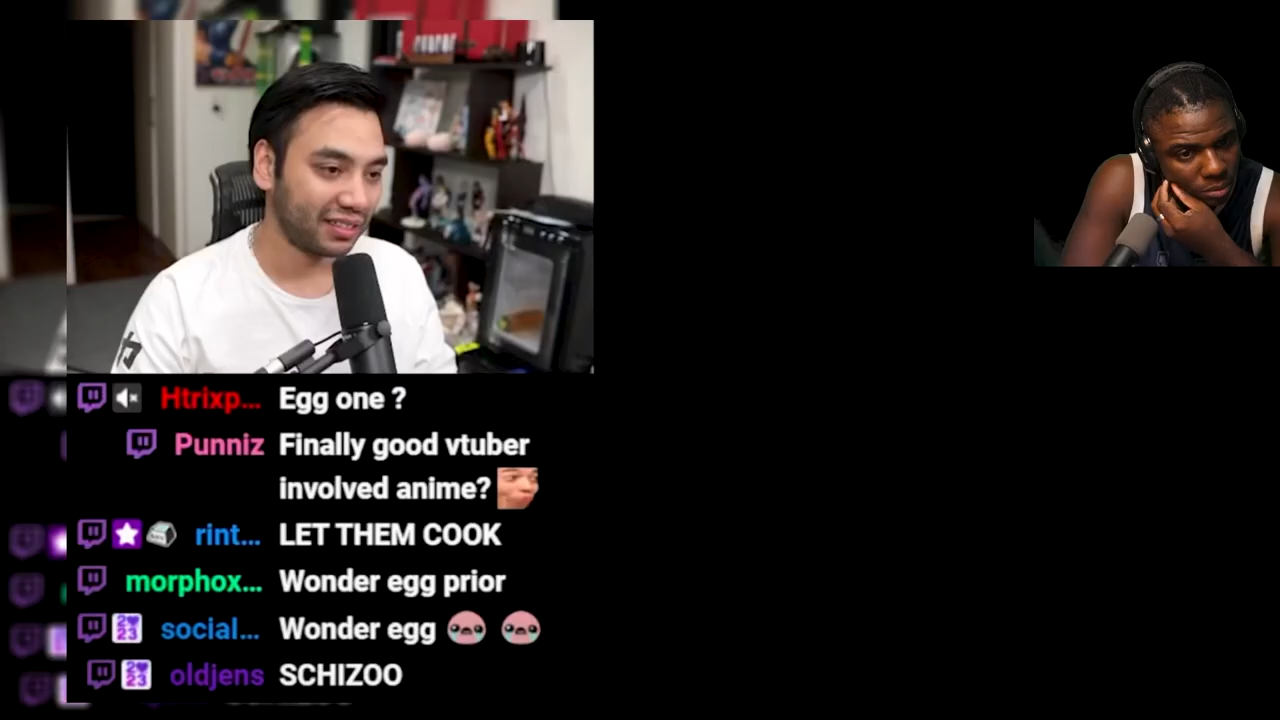 Htrixp... Egg one ?
Punniz Finally good vtuber
involved anime?
rint... LET THEM COOK
morphox... Wonder egg prior
social... Wonder egg
oldjens SCHIZOO